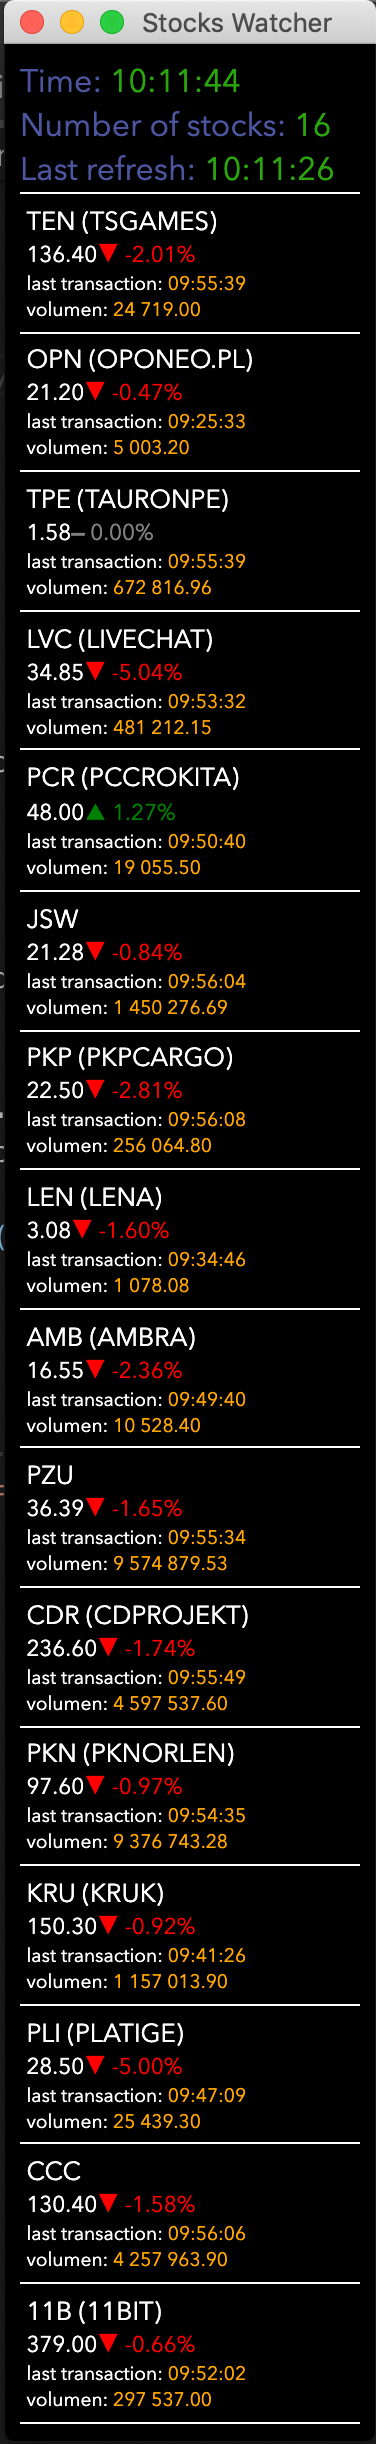 Stocks Watcher
Time: 10:11:44
Number of stocks: 16
Last refresh: 10:11:26
TEN (TSGAMES)
136.40▼ -2.01%
last transaction: 09:55:39
volumen: 24 719.00
OPN (OPONEO.PL)
21.20▼ -0.47%
last transaction: 09:25:33
volumen: 5 003.20
TPE (TAURONPE)
1.58━ 0.00%
last transaction: 09:55:39
volumen: 672 816.96
LVC (LIVECHAT)
34.85▼ -5.04%
last transaction: 09:53:32
volumen: 481 212.15
PCR (PCCROKITA)
48.00▲ 1.27%
last transaction: 09:50:40
volumen: 19 055.50
JSW
21.28▼ -0.84%
last transaction: 09:56:04
volumen: 1 450 276.69
PKP (PKPCARGO)
22.50▼ -2.81%
last transaction: 09:56:08
volumen: 256 064.80
LEN (LENA)
3.08▼ -1.60%
last transaction: 09:34:46
volumen: 1 078.08
AMB (AMBRA)
16.55▼ -2.36%
last transaction: 09:49:40
volumen: 10 528.40
PZU
36.39▼ -1.65%
last transaction: 09:55:34
volumen: 9 574 879.53
CDR (CDPROJEKT)
236.60▼ -1.74%
last transaction: 09:55:49
volumen: 4 597 537.60
PKN (PKNORLEN)
97.60▼ -0.97%
last transaction: 09:54:35
volumen: 9 376 743.28
KRU (KRUK)
150.30▼ -0.92%
last transaction: 09:41:26
volumen: 1 157 013.90
PLI (PLATIGE)
28.50▼ -5.00%
last transaction: 09:47:09
volumen: 25 439.30
CCC
130.40▼ -1.58%
last transaction: 09:56:06
volumen: 4 257 963.90
11B (11BIT)
379.00▼ -0.66%
last transaction: 09:52:02
volumen: 297 537.00